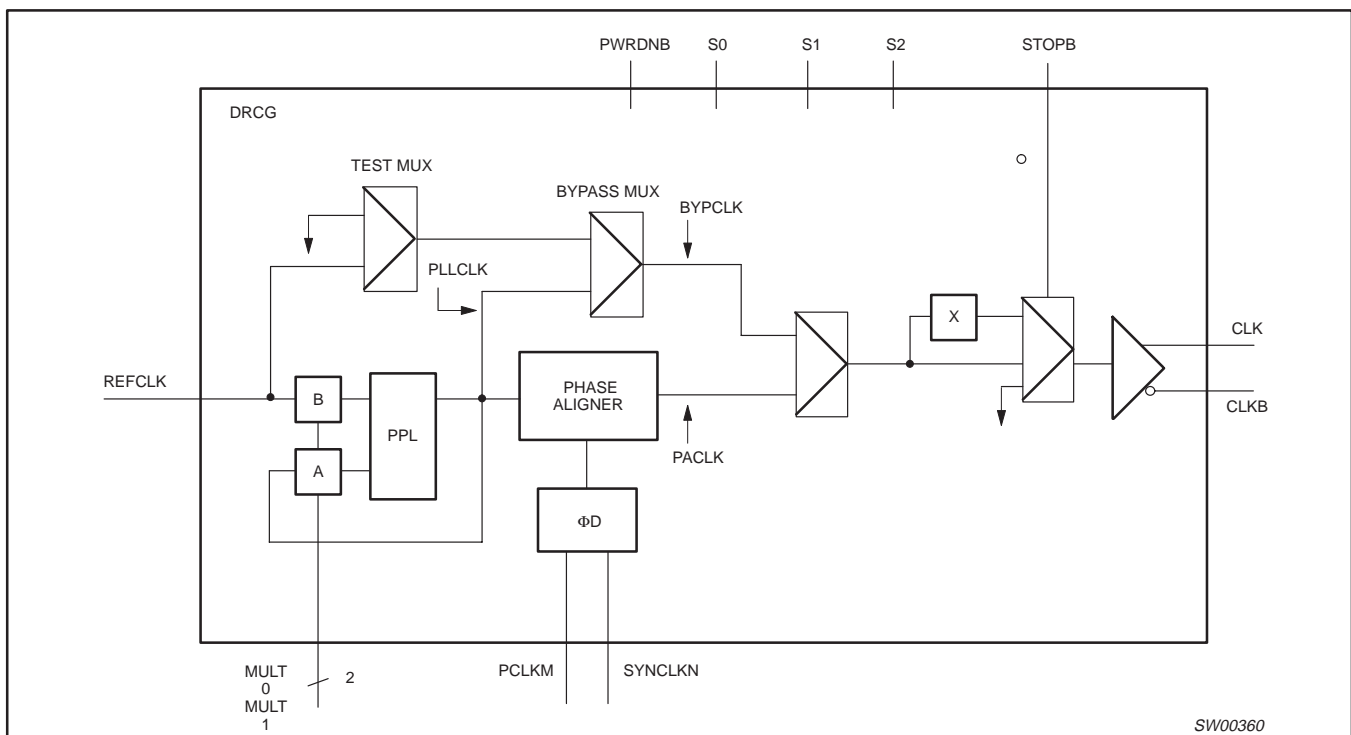 PWRDNB S0 S1 S2 STOPB
DRCG
TEST MUX
BYPASS MUX
BYPCLK
PLLCLK
X
CLK
REFCLK
B
PHASE
ALIGNER
CLKB
PPL
A
PACLK
ΦD
MULT
0
MULT
1
2
PCLKM SYNCLKN
SW00360